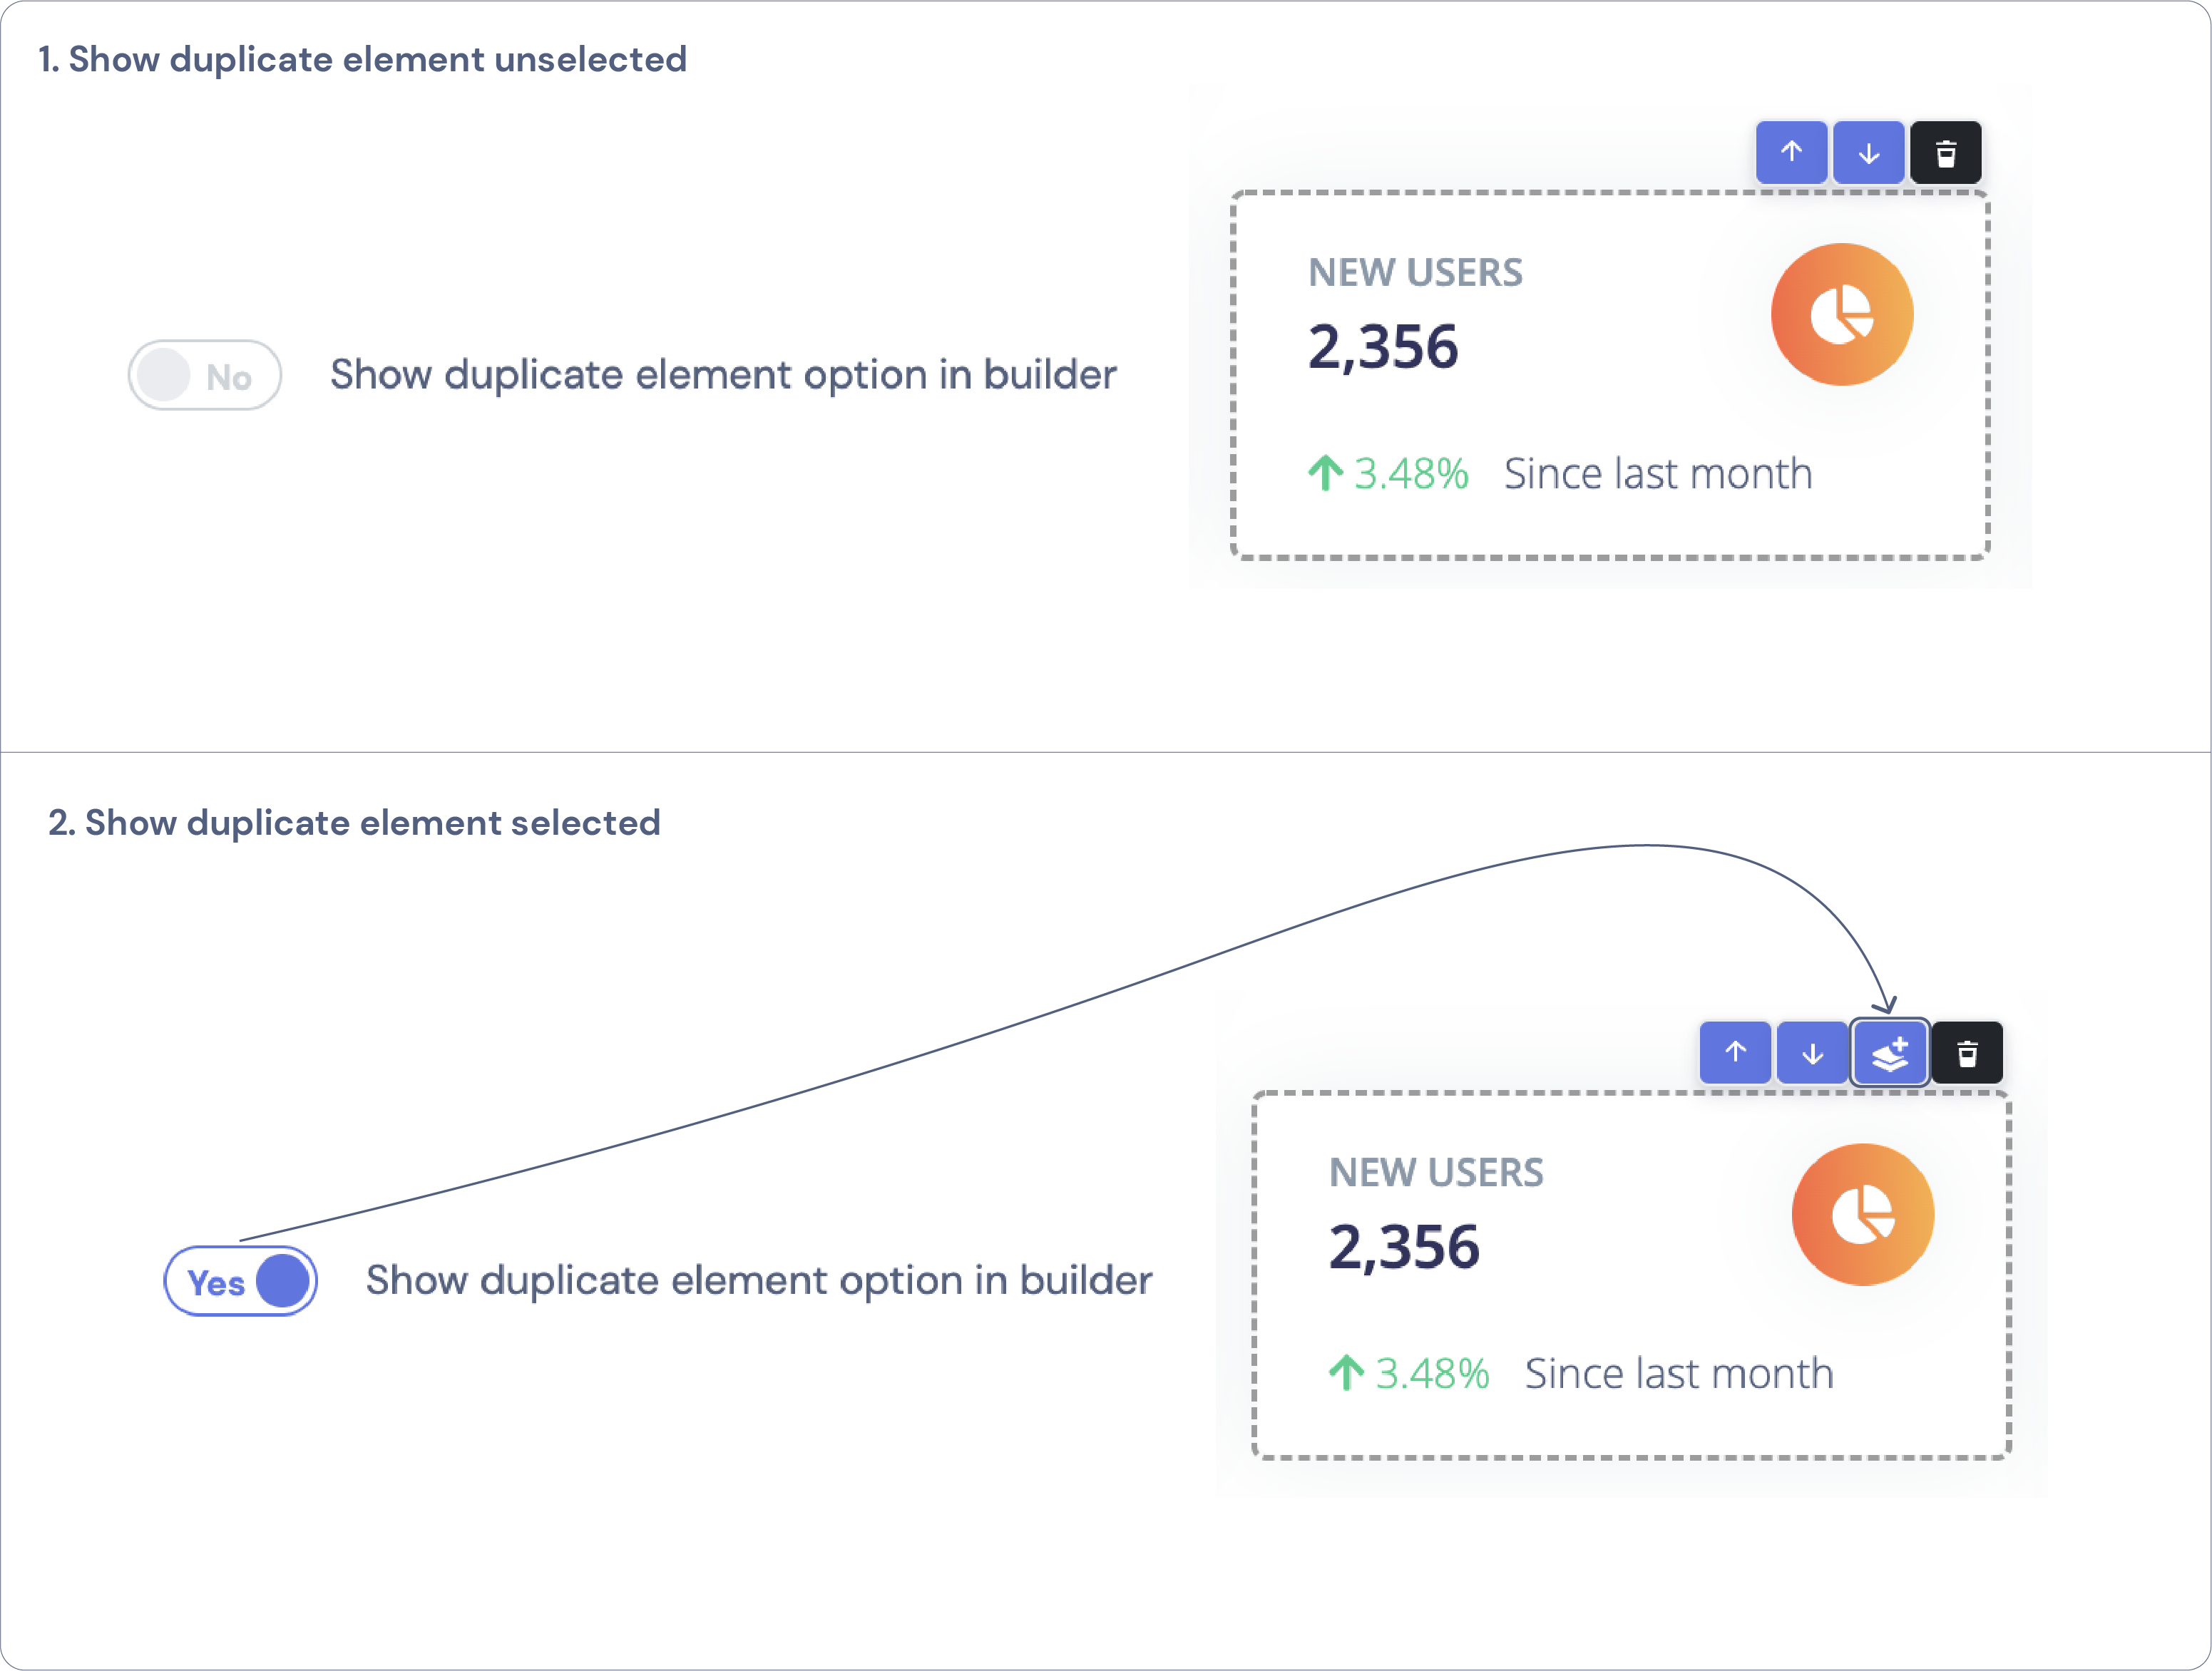 1. Show duplicate element unselected
No
Show duplicate element option in builder
NEW USERS
2,356
3.48% Since last month
2. Show duplicate element selected
Yes
Show duplicate element option in builder
NEW USERS
2,356
3.48% Since last month